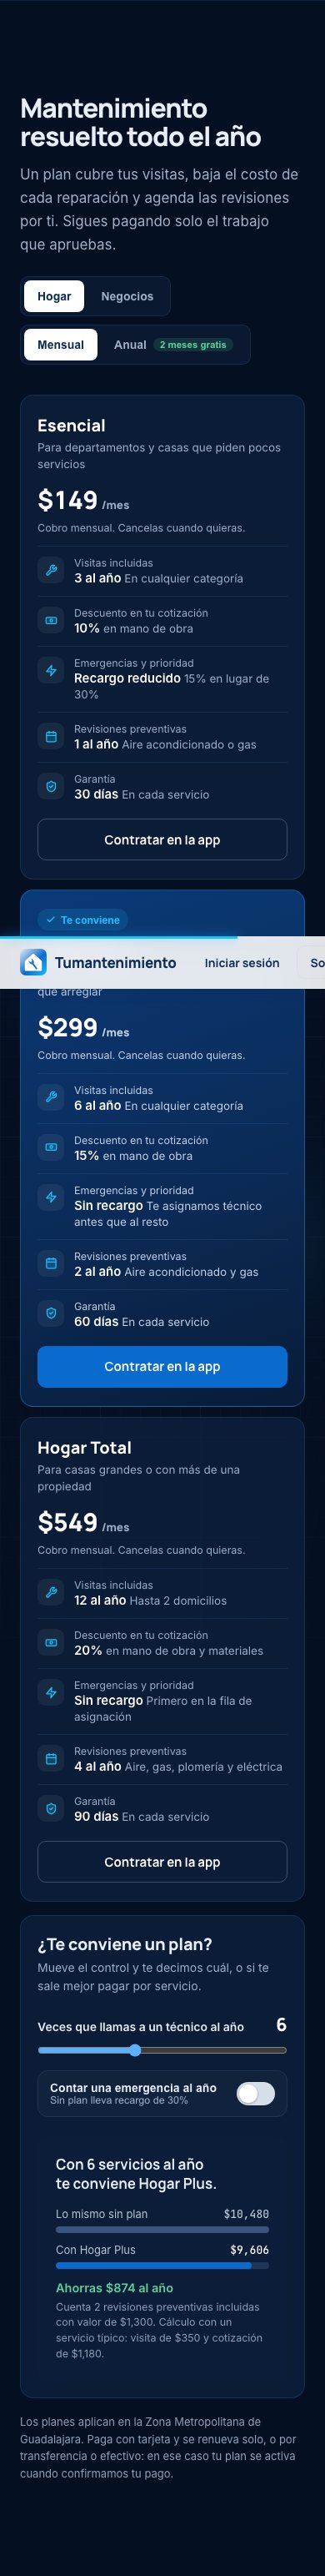 Mantenimiento
resuelto todo el año
Un plan cubre tus visitas, baja el costo de
cada reparación y agenda las revisiones
por ti. Sigues pagando solo el trabajo
que apruebas.
Hogar Negocios
Mensual Anual 2 meses gratis
Esencial
Para departamentos y casas que piden pocos
servicios
$149 /mes
Cobro mensual. Cancelas cuando quieras.
Visitas incluidas
3 al año En cualquier categoría
Descuento en tu cotización
10% en mano de obra
Emergencias y prioridad
Recargo reducido 15% en lugar de
30%
Revisiones preventivas
1 al año Aire acondicionado o gas
Garantía
30 días En cada servicio
Contratar en la app
Te conviene
Tumantenimiento Iniciar sesión So
que arreglar
$299 /mes
Cobro mensual. Cancelas cuando quieras.
Visitas incluidas
6 al año En cualquier categoría
Descuento en tu cotización
15% en mano de obra
Emergencias y prioridad
Sin recargo Te asignamos técnico
antes que al resto
Revisiones preventivas
2 al año Aire acondicionado y gas
Garantía
60 días En cada servicio
Contratar en la app
Hogar Total
Para casas grandes o con más de una
propiedad
$549 /mes
Cobro mensual. Cancelas cuando quieras.
Visitas incluidas
12 al año Hasta 2 domicilios
Descuento en tu cotización
20% en mano de obra y materiales
Emergencias y prioridad
Sin recargo Primero en la fila de
asignación
Revisiones preventivas
4 al año Aire, gas, plomería y eléctrica
Garantía
90 días En cada servicio
Contratar en la app
¿Te conviene un plan?
Mueve el control y te decimos cuál, o si te
sale mejor pagar por servicio.
Veces que llamas a un técnico al año 6
Contar una emergencia al año
Sin plan lleva recargo de 30%
Con 6 servicios al año
te conviene Hogar Plus.
Lo mismo sin plan $10,480
Con Hogar Plus $9,606
Ahorras $874 al año
Cuenta 2 revisiones preventivas incluidas
con valor de $1,300. Cálculo con un
servicio típico: visita de $350 y cotización
de $1,180.
Los planes aplican en la Zona Metropolitana de
Guadalajara. Paga con tarjeta y se renueva solo, o por
transferencia o efectivo: en ese caso tu plan se activa
cuando confirmamos tu pago.